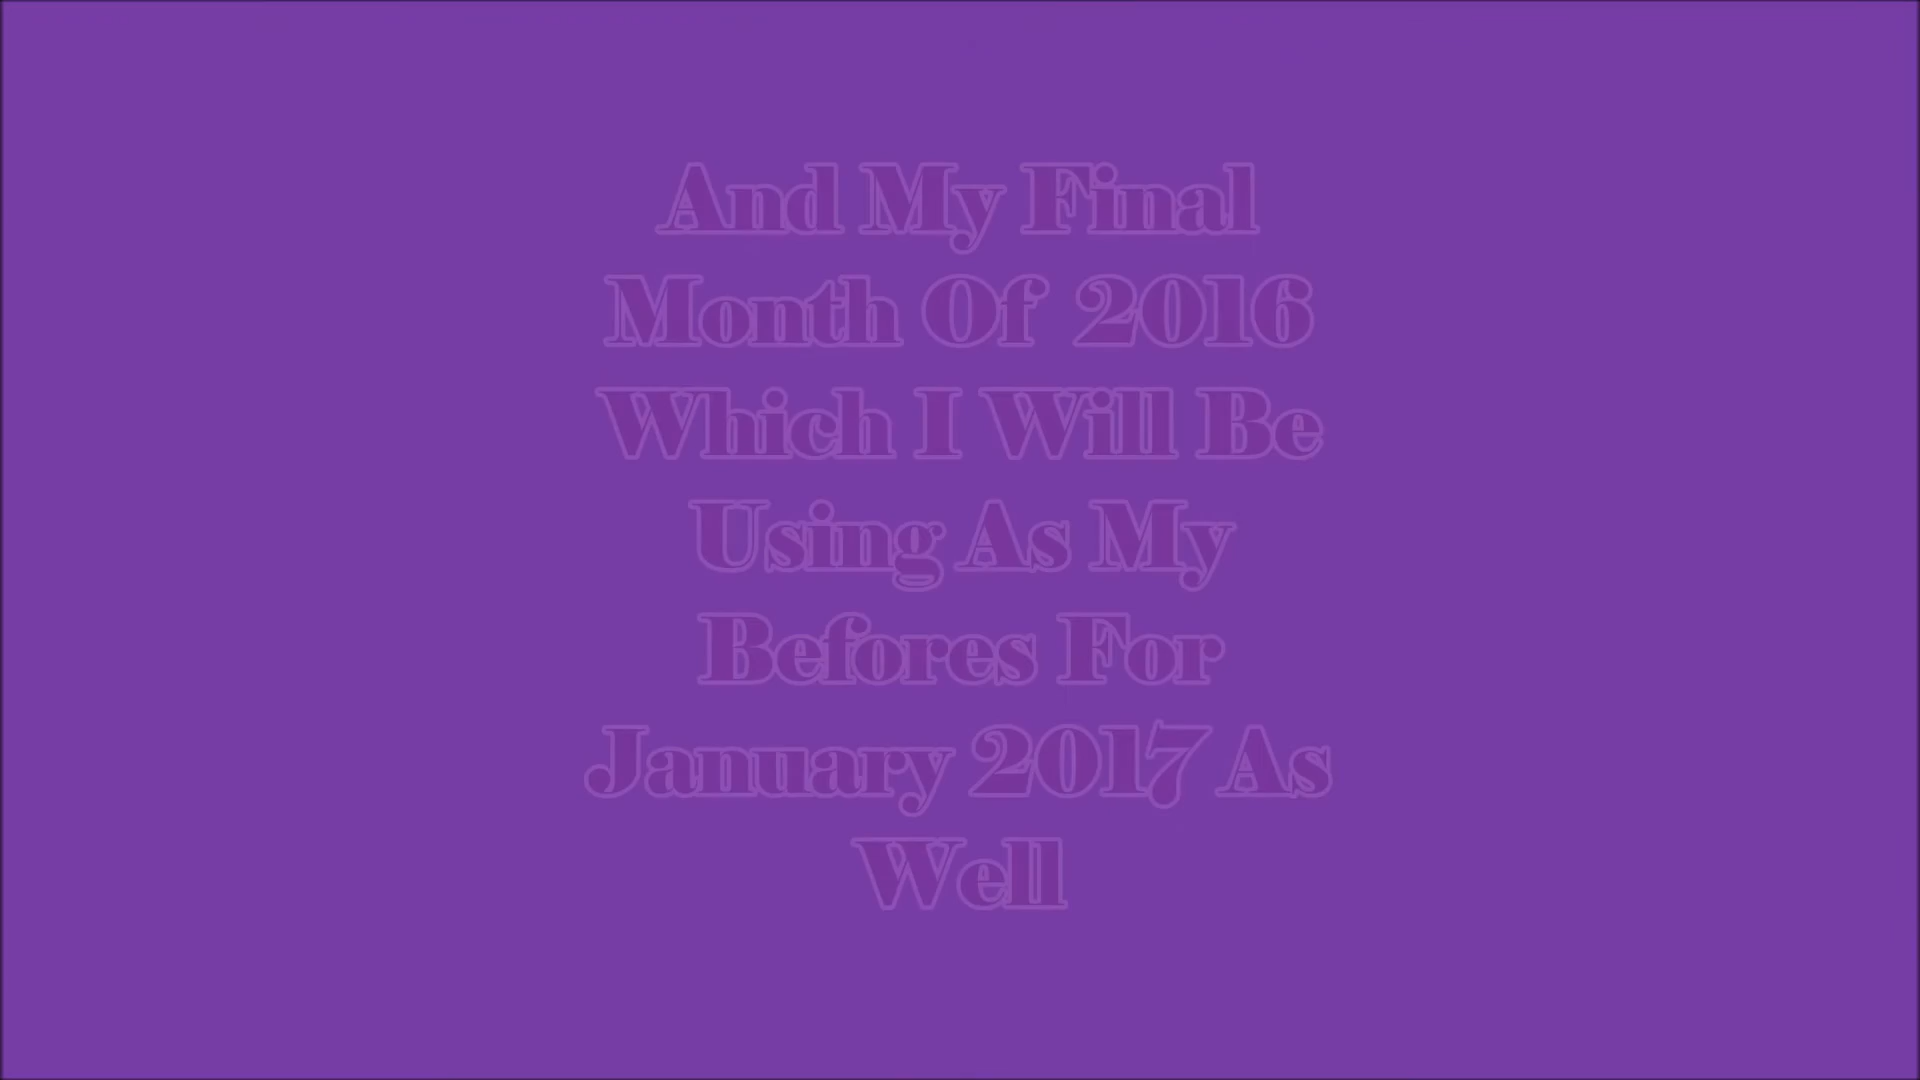 And My Final
Month Of 2016
Which I Will Be
Using As My
Befores For
January 2017 As
Well